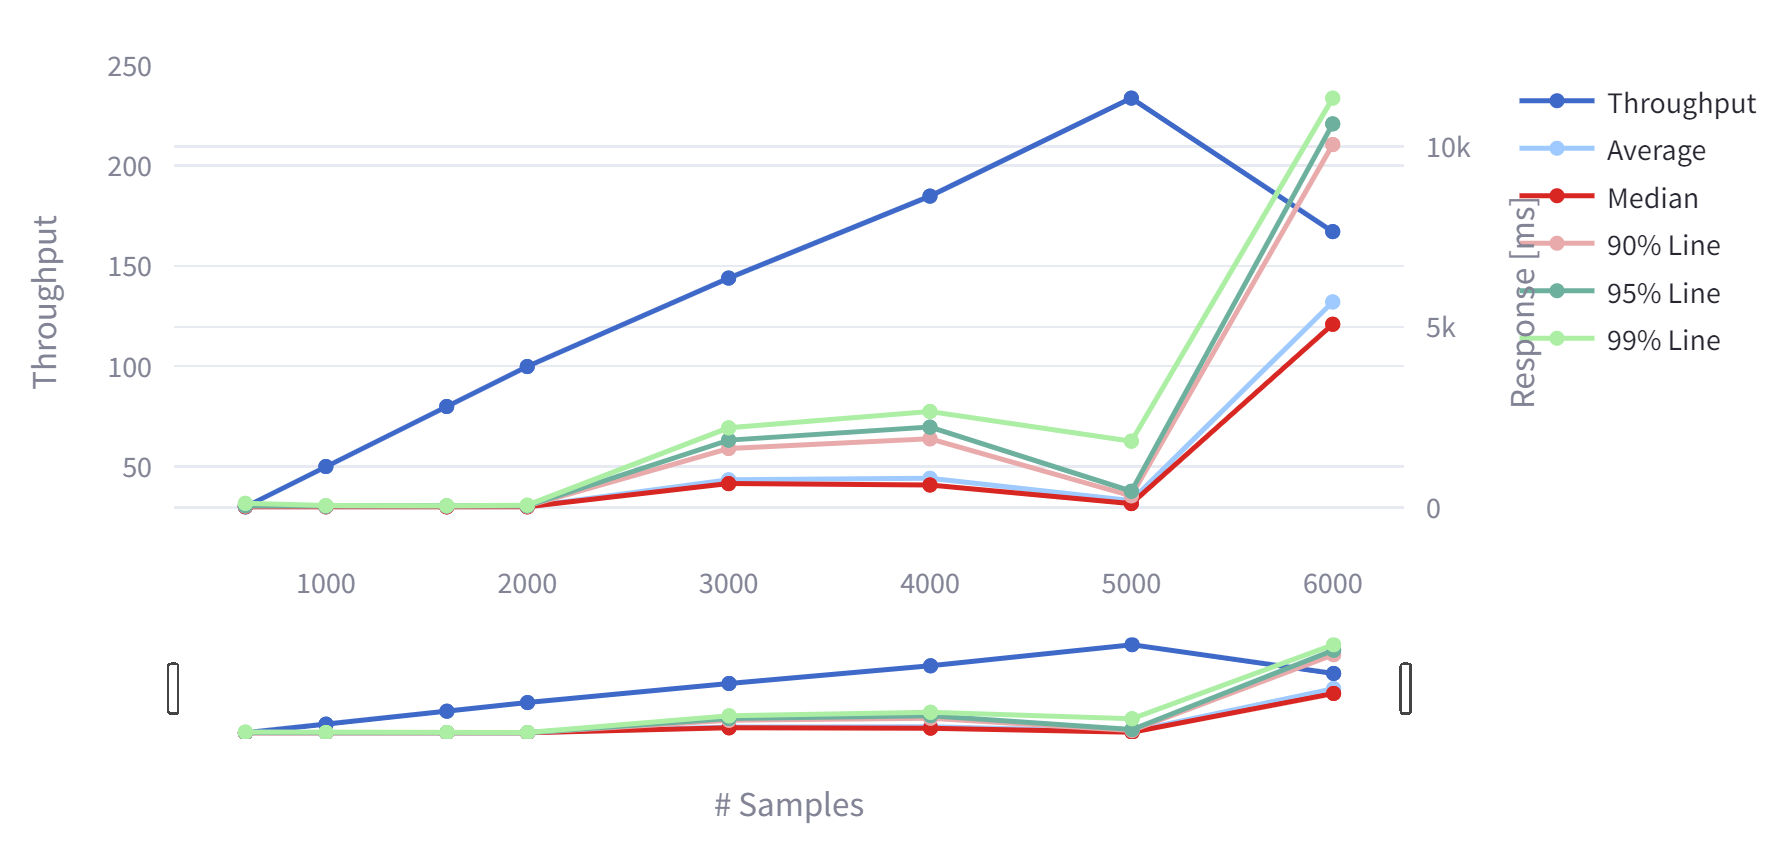 250
200
150
100
50
Throughput
10k
5k
0
Response [ms]
1000 2000 3000 4000 5000 6000
# Samples
Throughput
Average
Median
90% Line
95% Line
99% Line